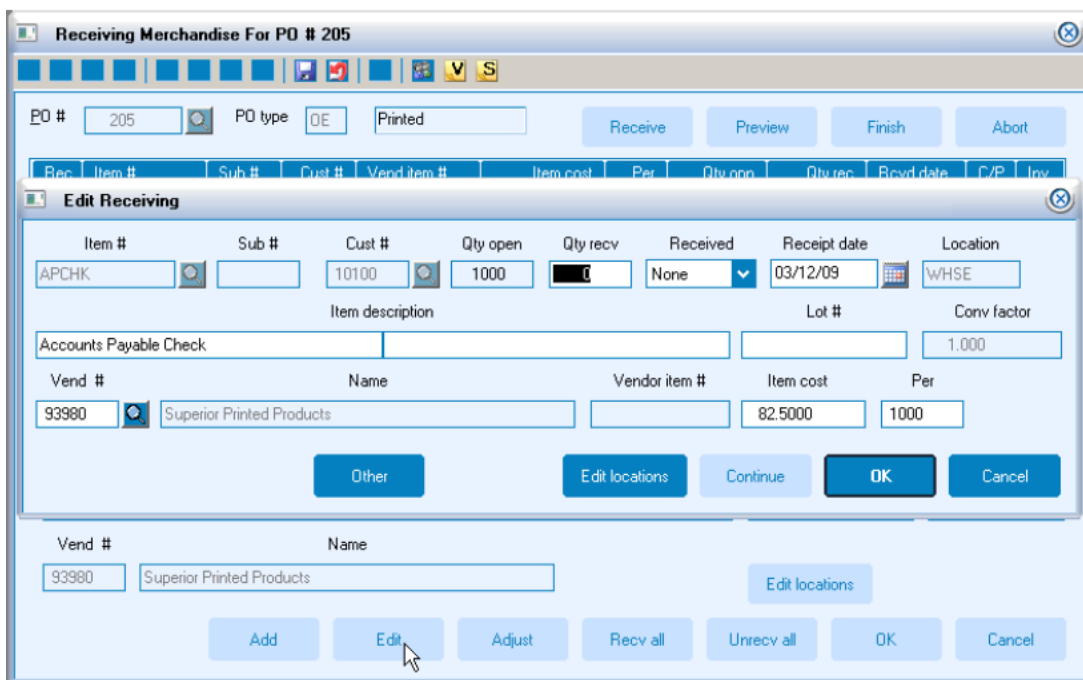 Receiving Merchandise For PO # 205
V S
PO # 205 PO type OE Printed Receive Preview Finish Abort
Rec Item # Sub # Cust # Vend item # Item cost Per Qty opn Qty rec Rcvd date C/P Inv
Edit Receiving
Item # Sub # Cust # Qty open Qty recv Received Receipt date Location
APCHK 10100 1000 0 None 03/12/09 WHSE
Item description Lot # Conv factor
Accounts Payable Check 1.000
Vend # Name Vendor item # Item cost Per
93980 Superior Printed Products 82.5000 1000
Other Edit locations Continue OK Cancel
Vend # Name
93980 Superior Printed Products Edit locations
Add Edit Adjust Recv all Unrecv all OK Cancel